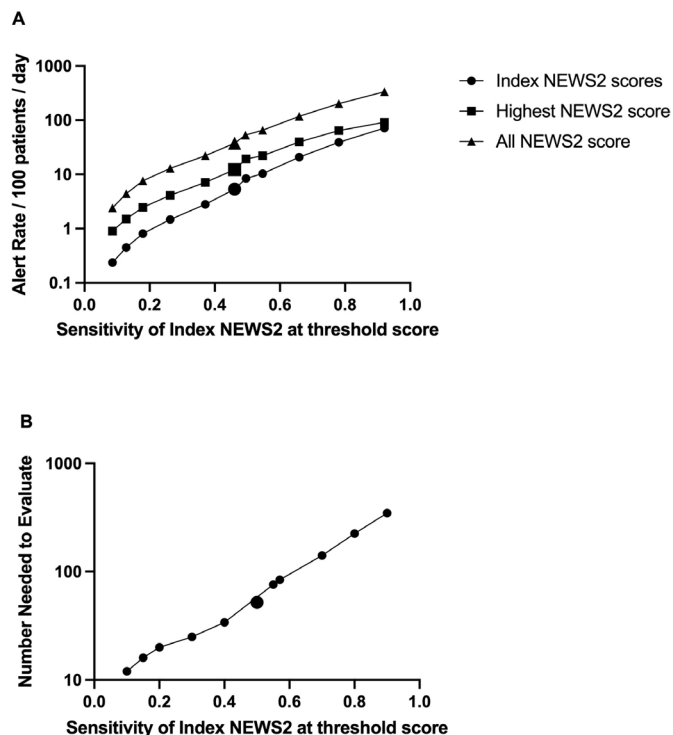 A
Alert Rate / 100 patients / day
1000
100
10
1
0.1
0.0 0.2 0.4 0.6 0.8 1.0
Sensitivity of Index NEWS2 at threshold score
Index NEWS2 scores
Highest NEWS2 score
All NEWS2 score
B
Number Needed to Evaluate
1000
100
10
0.0 0.2 0.4 0.6 0.8 1.0
Sensitivity of Index NEWS2 at threshold score